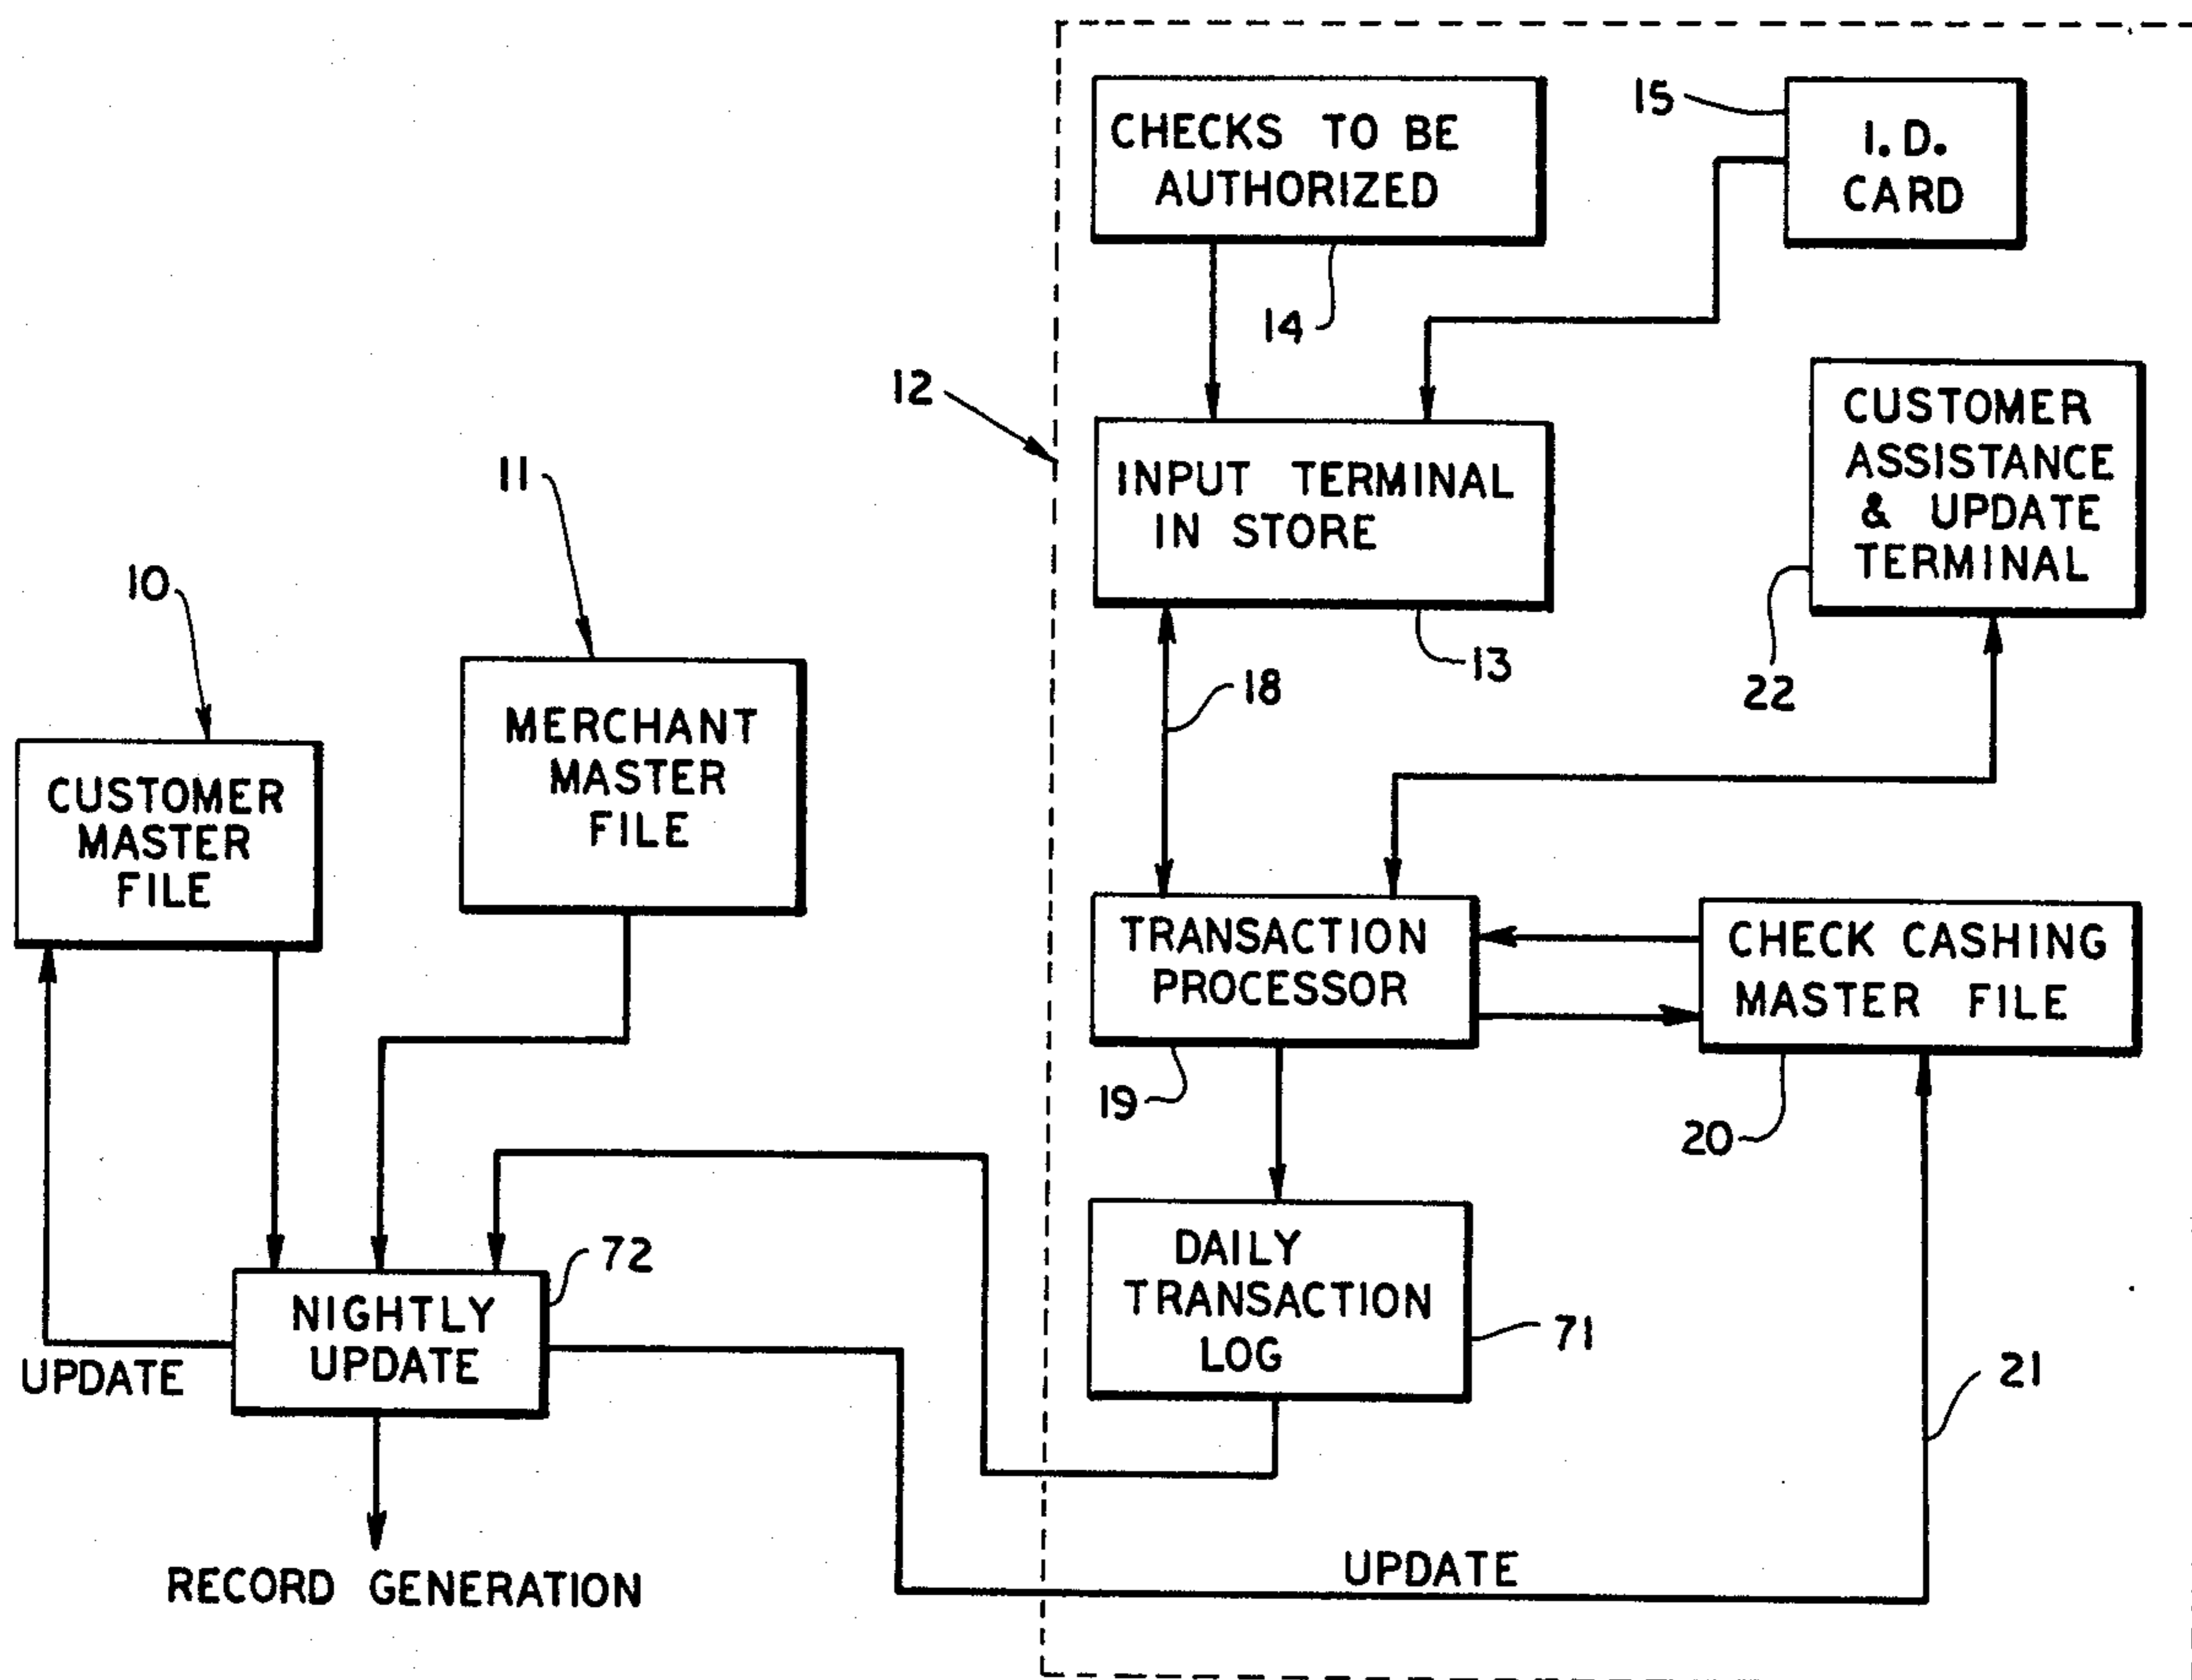 CHECKS TO BE
AUTHORIZED
14
15
I. D.
CARD
12
INPUT TERMINAL
IN STORE
13
CUSTOMER
ASSISTANCE
& UPDATE
TERMINAL
22
11
10
MERCHANT
MASTER
FILE
18
CUSTOMER
MASTER
FILE
TRANSACTION
PROCESSOR
19
CHECK CASHING
MASTER FILE
20
72
NIGHTLY
UPDATE
UPDATE
DAILY
TRANSACTION
LOG
71
21
RECORD GENERATION
UPDATE